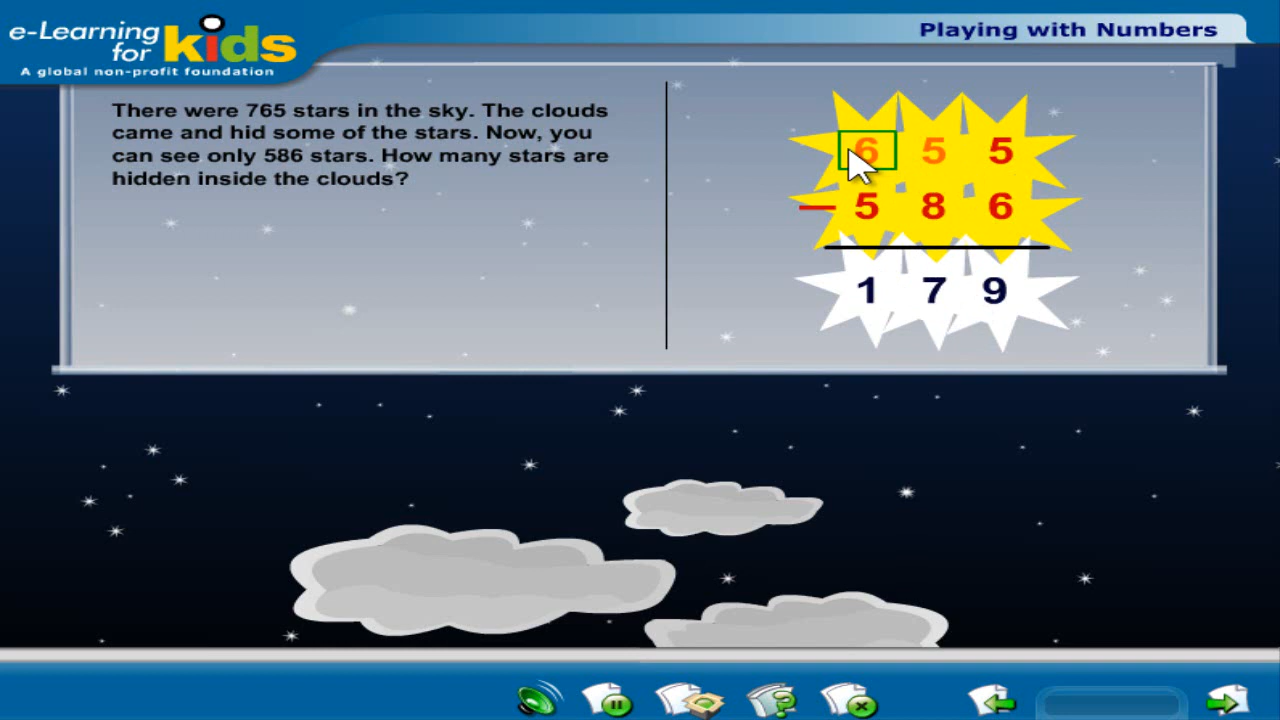 e-Learning
for kids
A global non-profit foundation
Playing with Numbers
There were 765 stars in the sky. The clouds
came and hid some of the stars. Now, you
can see only 586 stars. How many stars are
hidden inside the clouds?
6 5 5
— 5 8 6
1 7 9